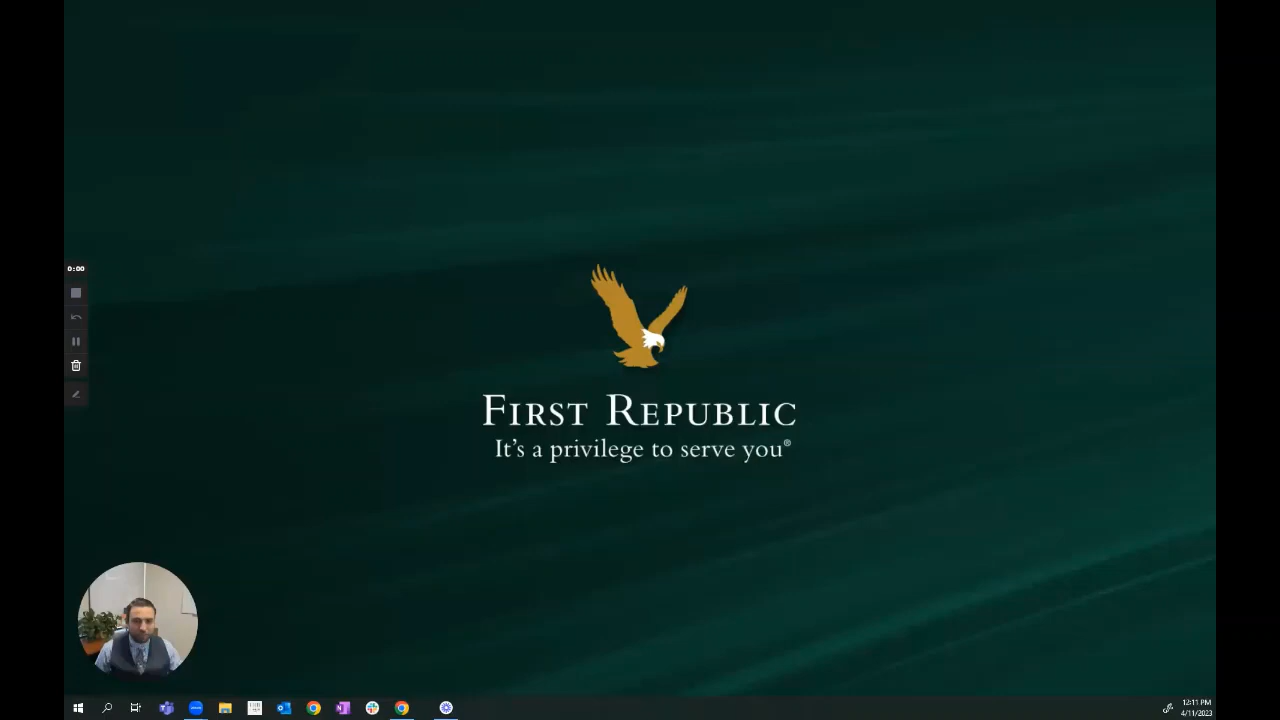 0:00
FIRST REPUBLIC
It's a privilege to serve you®
12:11 PM
4/11/2023